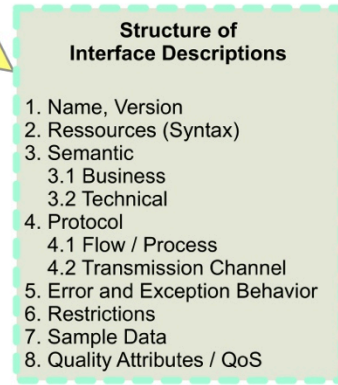 Structure of
Interface Descriptions
1. Name, Version
2. Ressources (Syntax)
3. Semantic
3.1 Business
3.2 Technical
4. Protocol
4.1 Flow / Process
4.2 Transmission Channel
5. Error and Exception Behavior
6. Restrictions
7. Sample Data
8. Quality Attributes / QoS